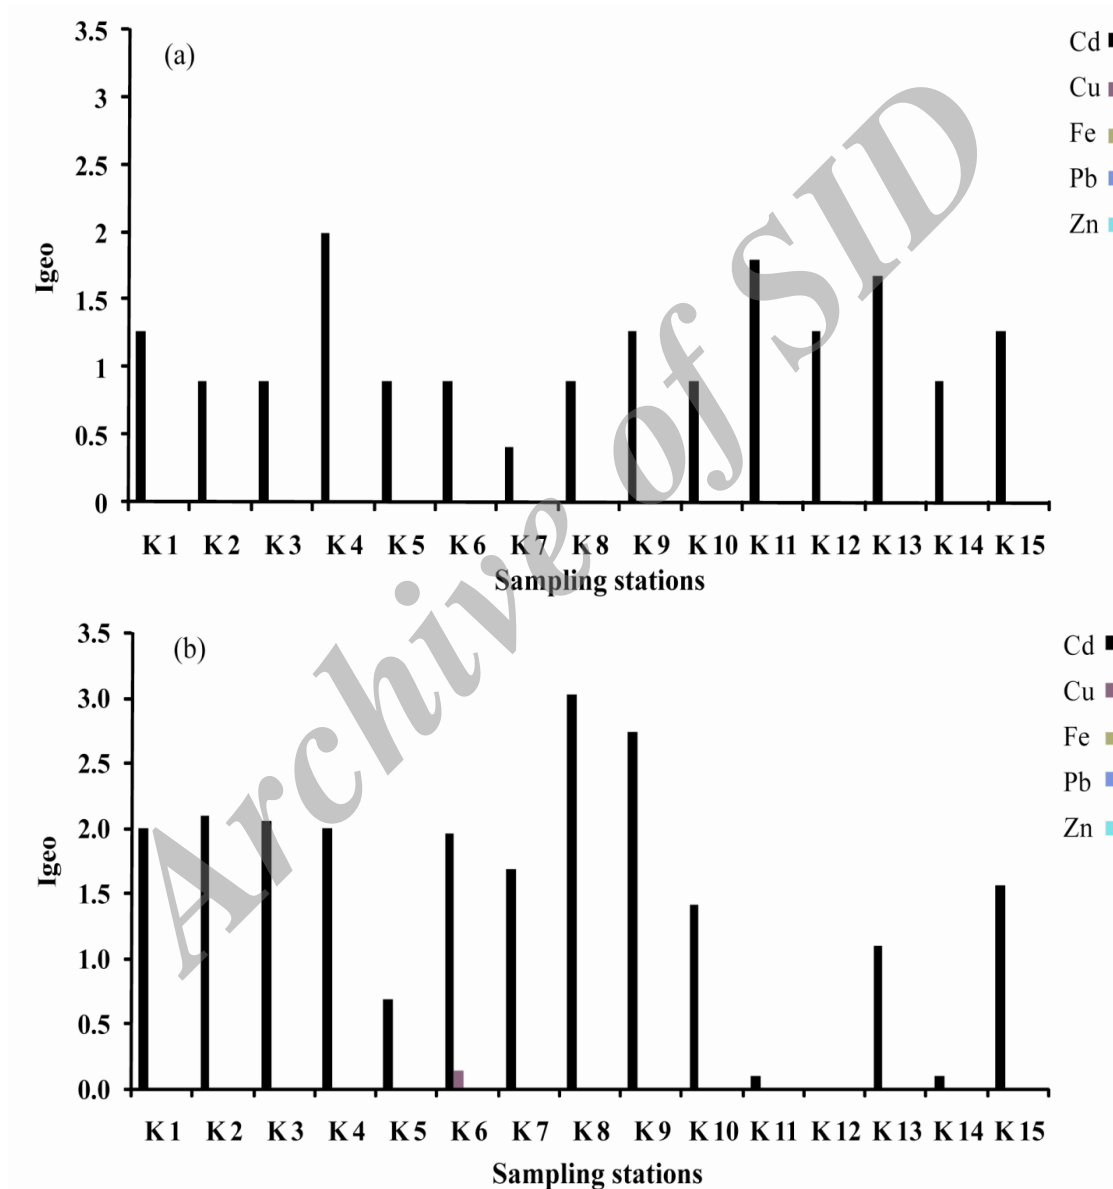 (a)
3.5
3
2.5
2
1.5
1
0.5
0
Igeo
K 1 K 2 K 3 K 4 K 5 K 6 K 7 K 8 K 9 K 10 K 11 K 12 K 13 K 14 K 15
Sampling stations
Cd
Cu
Fe
Pb
Zn
(b)
3.5
3.0
2.5
2.0
1.5
1.0
0.5
0.0
Igeo
K 1 K 2 K 3 K 4 K 5 K 6 K 7 K 8 K 9 K 10 K 11 K 12 K 13 K 14 K 15
Sampling stations
Cd
Cu
Fe
Pb
Zn
Archive of SID